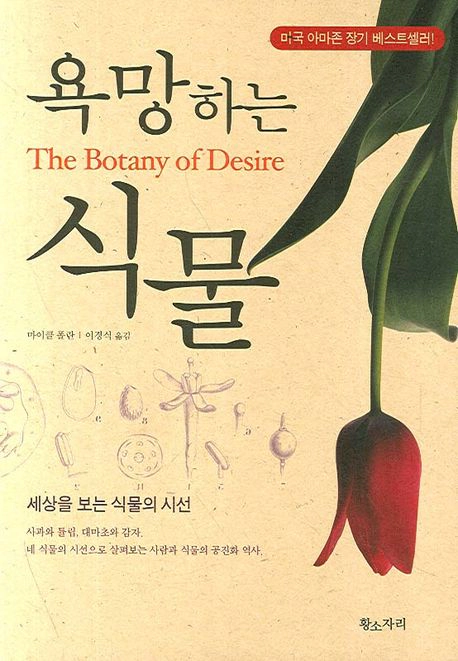 미국 아마존 장기 베스트셀러!
욕망하는
The Botany of Desire
식물
마이클 폴란 | 이경식 옮김
세상을 보는 식물의 시선
사과와 튤립, 대마초와 감자.
네 식물의 시선으로 살펴보는 사람과 식물의 공진화 역사.
황소자리